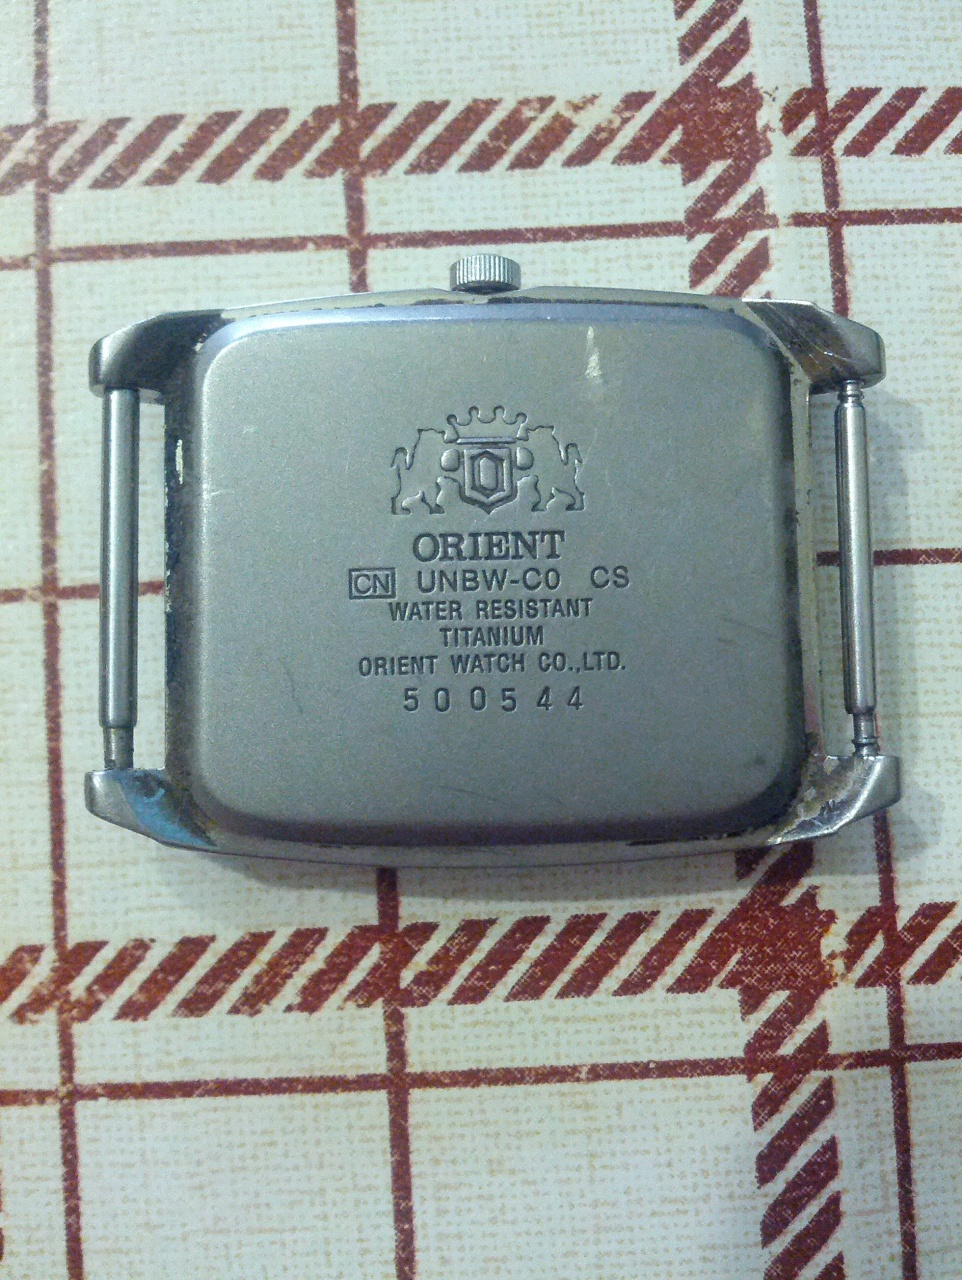 ORIENT
CN UNBW-C0 CS
WATER RESISTANT
TITANIUM
ORIENT WATCH CO.,LTD.
500544